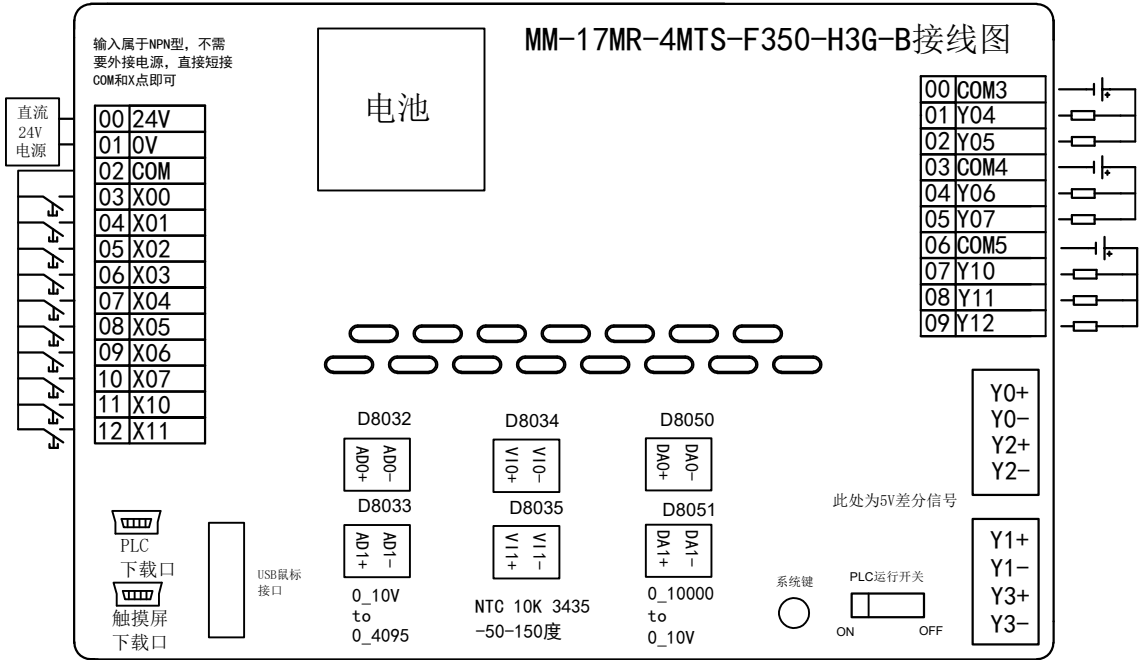 MM-17MR-4MTS-F350-H3G-B接线图
输入属于NPN型，不需
要外接电源，直接短接
COM和X点即可
电池
直流
24V
电源
00 24V
01 0V
02 COM
03 X00
04 X01
05 X02
06 X03
07 X04
08 X05
09 X06
10 X07
11 X10
12 X11
00 COM3
01 Y04
02 Y05
03 COM4
04 Y06
05 Y07
06 COM5
07 Y10
08 Y11
09 Y12
Y0+
Y0-
Y2+
Y2-
此处为5V差分信号
Y1+
Y1-
Y3+
Y3-
D8032
AD0+
AD0-
D8033
AD1+
AD1-
0_10V
to
0_4095
D8034
VI0+
VI0-
D8035
VI1+
VI1-
NTC 10K 3435
-50-150度
D8050
DA0+
DA0-
D8051
DA1+
DA1-
0_10000
to
0_10V
PLC
下载口
触摸屏
下载口
USB鼠标
接口
系统键
PLC运行开关
ON OFF